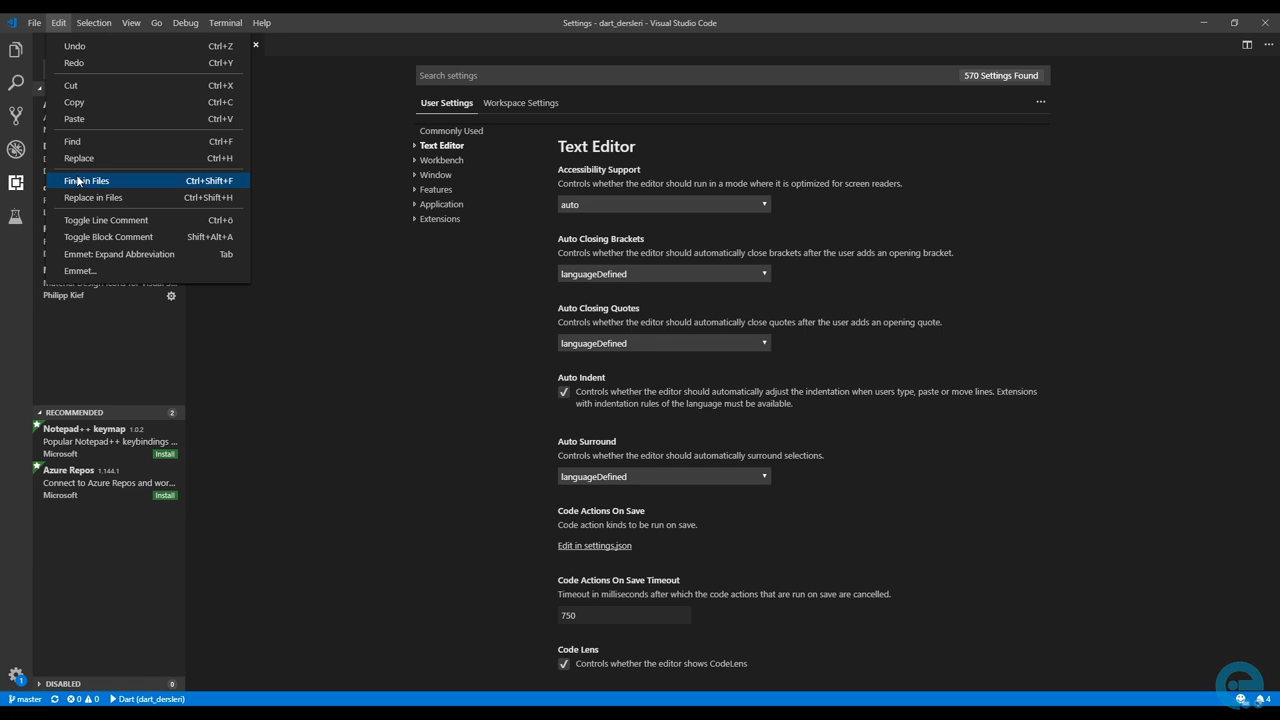 File Edit Selection View Go Debug Terminal Help
Settings - dart_dersleri - Visual Studio Code
Undo Ctrl+Z
Redo Ctrl+Y
Cut Ctrl+X
Copy Ctrl+C
Paste Ctrl+V
Find Ctrl+F
Replace Ctrl+H
Find in Files Ctrl+Shift+F
Replace in Files Ctrl+Shift+H
Toggle Line Comment Ctrl+ö
Toggle Block Comment Shift+Alt+A
Emmet: Expand Abbreviation Tab
Emmet...
Philipp Kief
RECOMMENDED 2
Notepad++ keymap 1.0.2
Popular Notepad++ keybindings ...
Microsoft Install
Azure Repos 1.144.1
Connect to Azure Repos and wor...
Microsoft Install
DISABLED 0
Search settings
570 Settings Found
User Settings Workspace Settings
Commonly Used
Text Editor
Workbench
Window
Features
Application
Extensions
Text Editor
Accessibility Support
Controls whether the editor should run in a mode where it is optimized for screen readers.
auto
Auto Closing Brackets
Controls whether the editor should automatically close brackets after the user adds an opening bracket.
languageDefined
Auto Closing Quotes
Controls whether the editor should automatically close quotes after the user adds an opening quote.
languageDefined
Auto Indent
Controls whether the editor should automatically adjust the indentation when users type, paste or move lines. Extensions
with indentation rules of the language must be available.
Auto Surround
Controls whether the editor should automatically surround selections.
languageDefined
Code Actions On Save
Code action kinds to be run on save.
Edit in settings.json
Code Actions On Save Timeout
Timeout in milliseconds after which the code actions that are run on save are cancelled.
750
Code Lens
Controls whether the editor shows CodeLens
1
master 0 0 Dart (dart_dersleri)
4